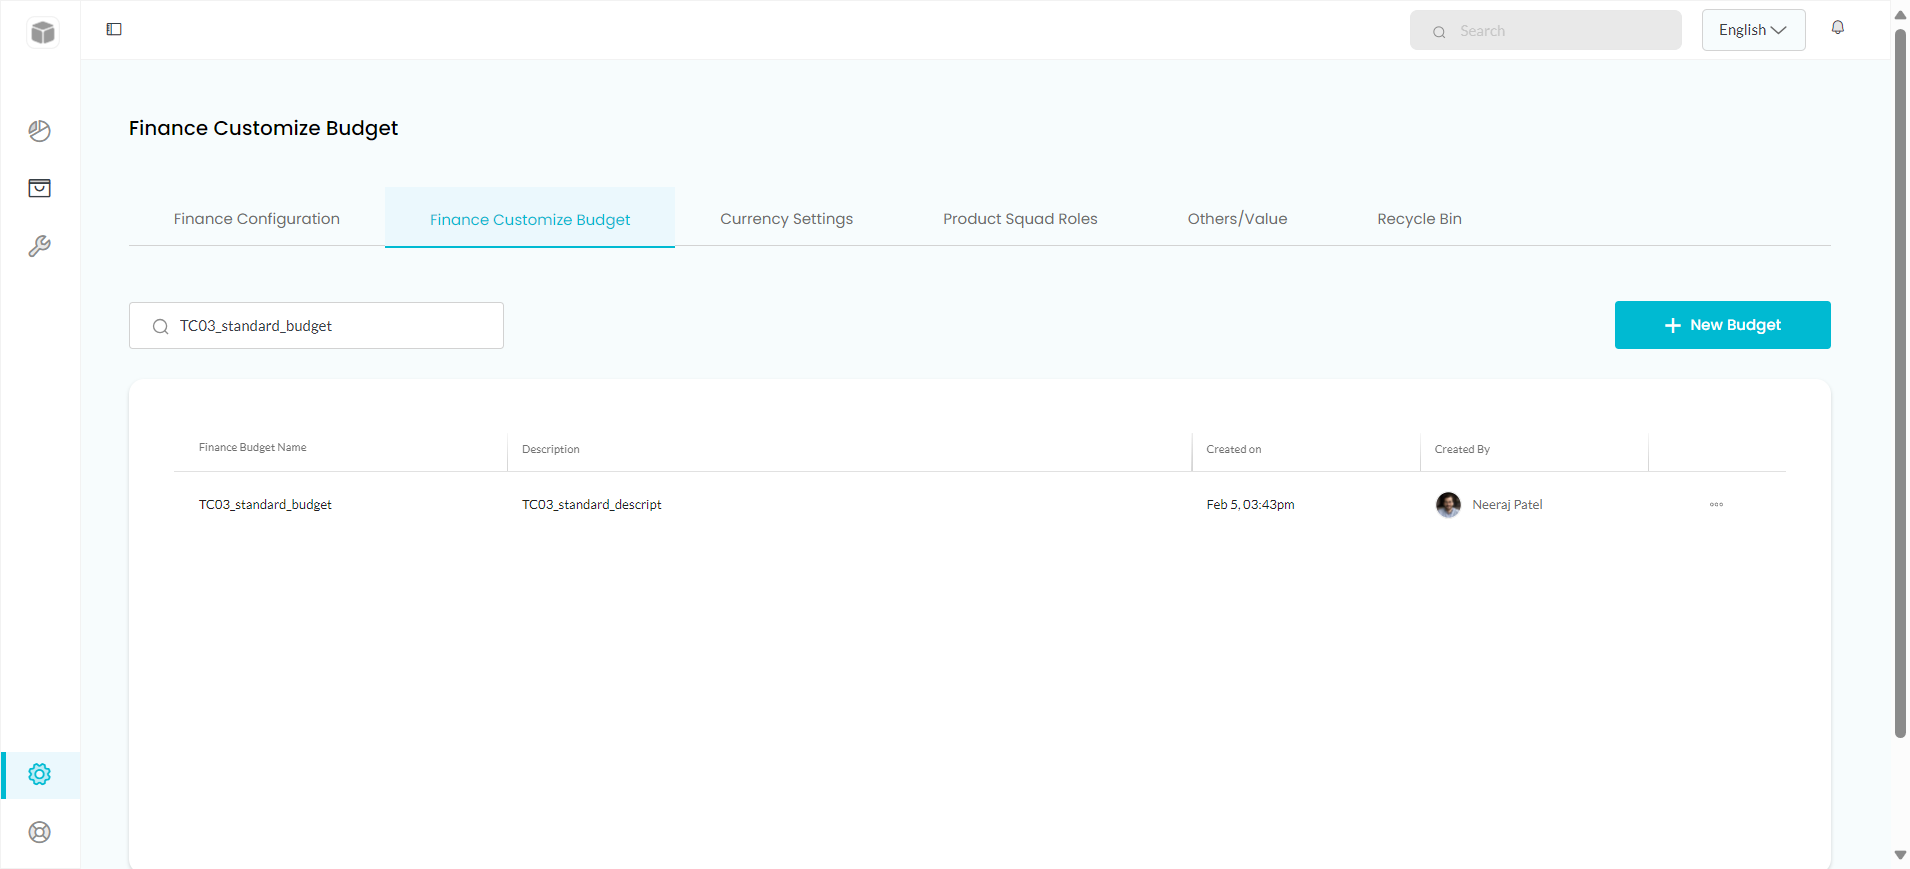 Search
English
Finance Customize Budget
Finance Configuration
Finance Customize Budget
Currency Settings
Product Squad Roles
Others/Value
Recycle Bin
TC03_standard_budget
New Budget
Finance Budget Name
Description
Created on
Created By
TC03_standard_budget
TC03_standard_descript
Feb 5, 03:43pm
Neeraj Patel